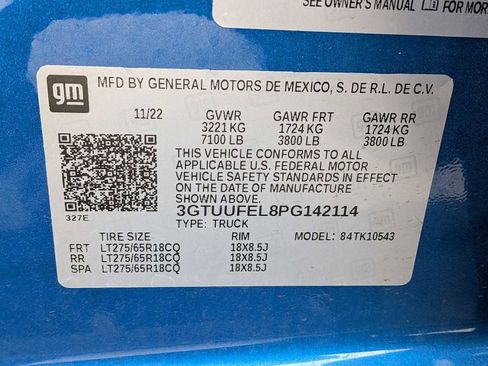 SEE OWNER'S MANUAL FOR MORE
gm
MFD BY GENERAL MOTORS DE MEXICO, S. DE R.L. DE C.V.
11/22 GVWR GAWR FRT GAWR RR
3221 KG 1724 KG 1724 KG
7100 LB 3800 LB 3800 LB
THIS VEHICLE CONFORMS TO ALL
APPLICABLE U.S. FEDERAL MOTOR
VEHICLE SAFETY STANDARDS IN EFFECT
ON THE DATE OF MANUFACTURE SHOWN
ABOVE.
327E
3GTUUFEL8PG142114
TYPE: TRUCK
TIRE SIZE RIM MODEL: 84TK10543
FRT LT275/65R18CQ 18X8.5J
RR LT275/65R18CQ 18X8.5J
SPA LT275/65R18CQ 18X8.5J